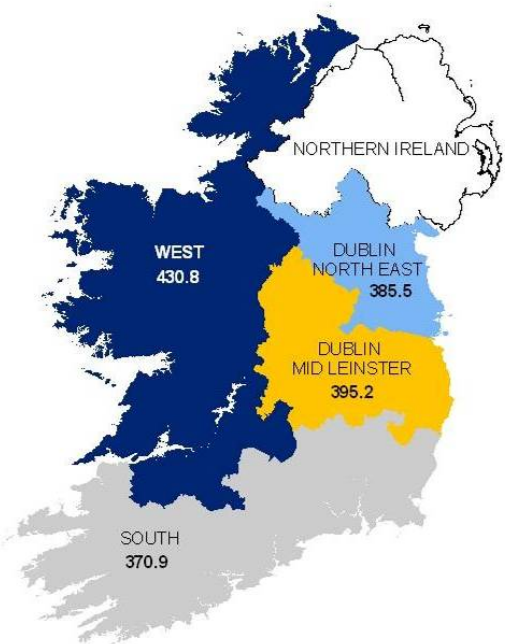 NORTHERN IRELAND
WEST
430.8
DUBLIN
NORTH EAST
385.5
DUBLIN
MID LEINSTER
395.2
SOUTH
370.9